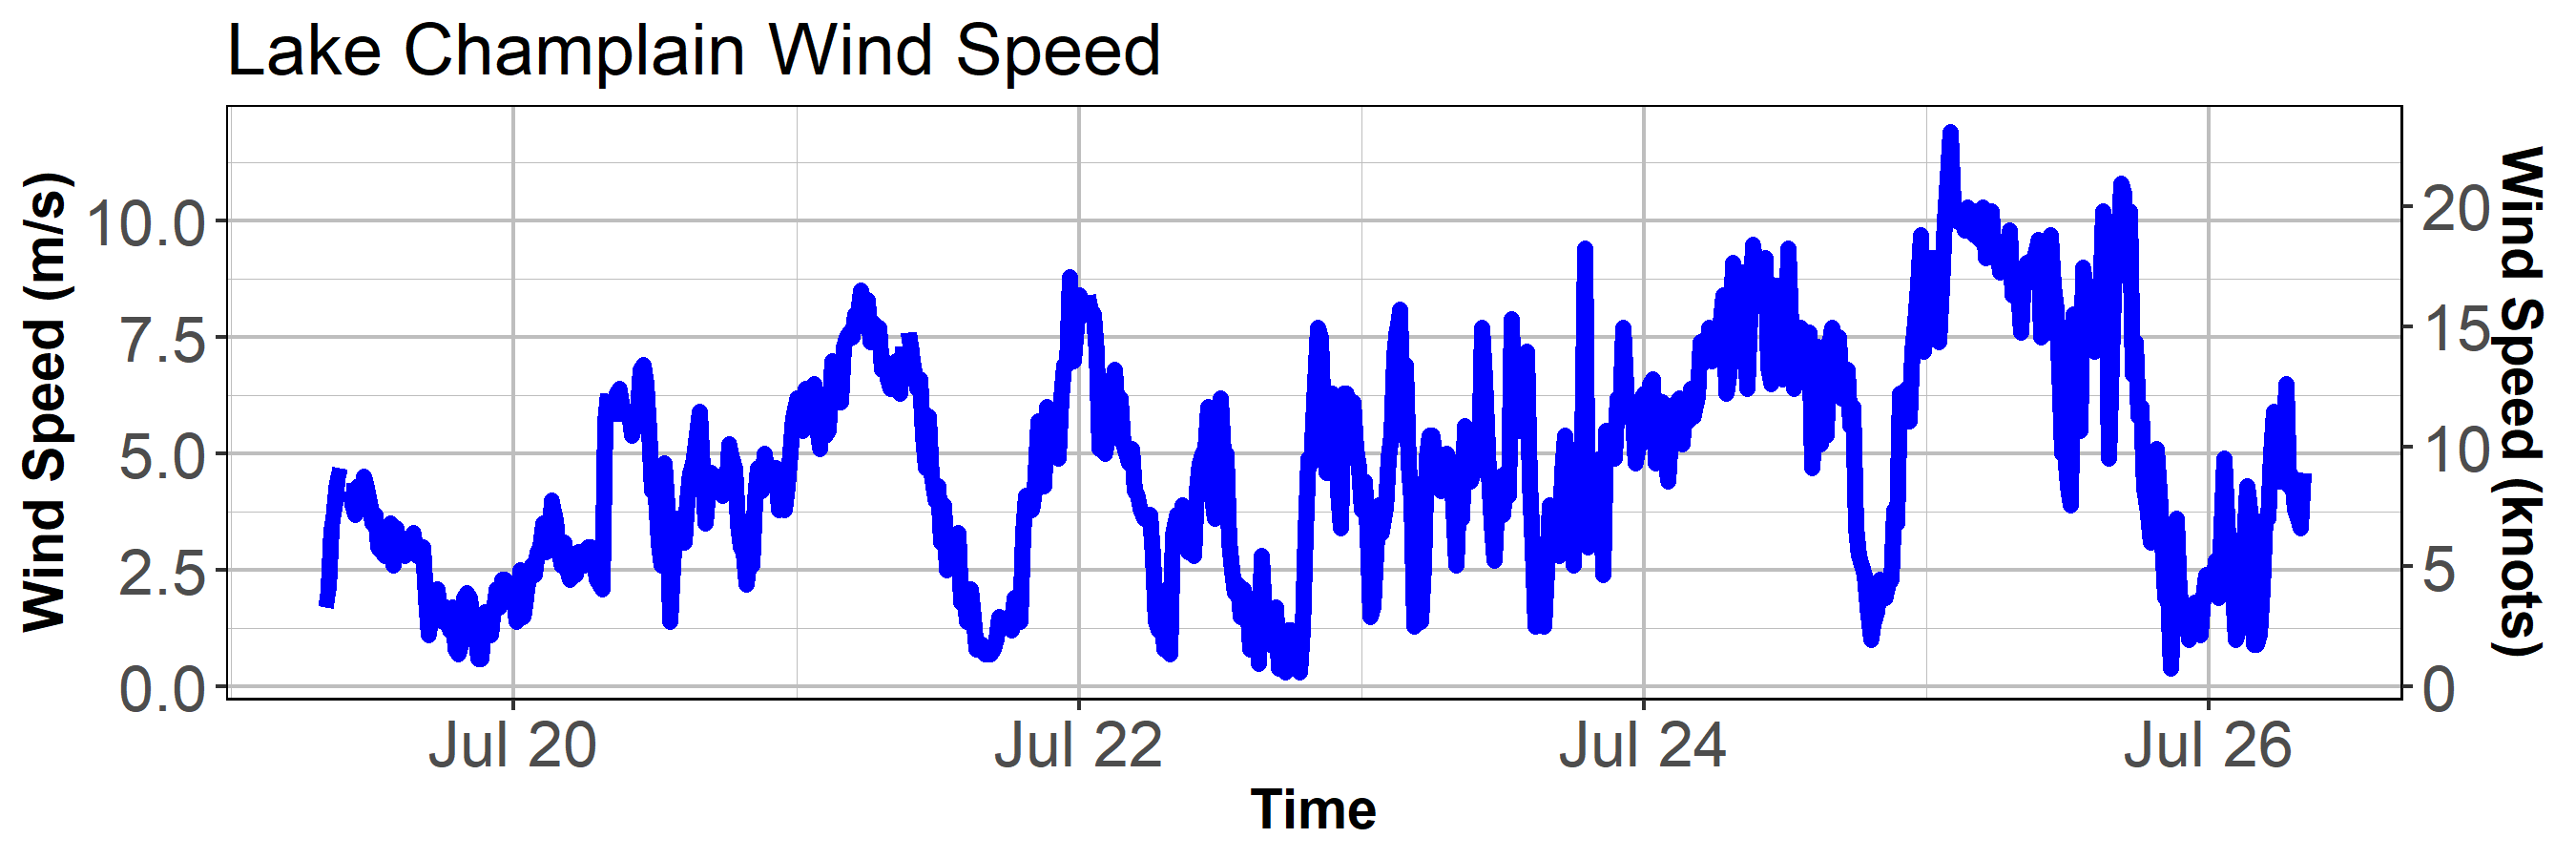 Lake Champlain Wind Speed
Wind Speed (m/s)
10.0
7.5
5.0
2.5
0.0
20
15
10
5
0
Wind Speed (knots)
Jul 20
Jul 22
Jul 24
Jul 26
Time